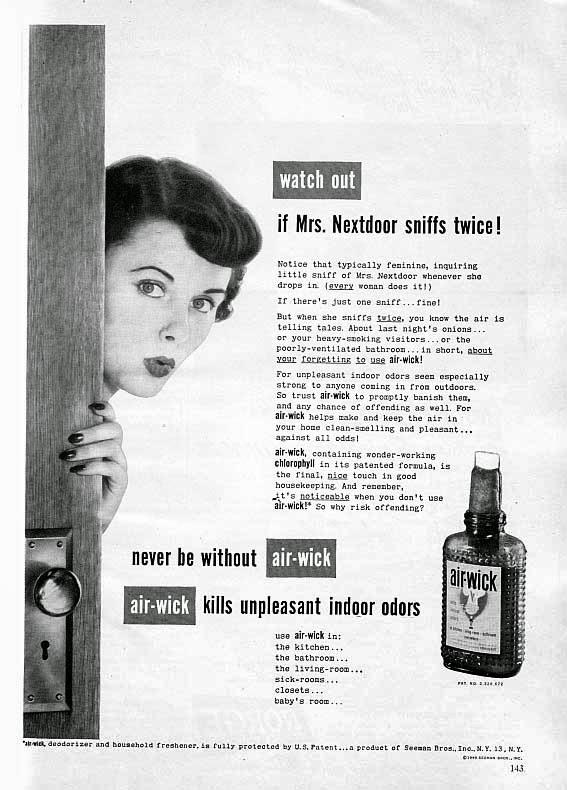 watch out
if Mrs. Nextdoor sniffs twice!
Notice that typically feminine, inquiring
little sniff of Mrs. Nextdoor whenever she
drops in. (every woman does it!)
If there's just one sniff...fine!
But when she sniffs twice, you know the air is
telling tales. About last night's onions...
or your heavy-smoking visitors...or the
poorly-ventilated bathroom...in short, about
your forgetting to use air-wick!
For unpleasant indoor odors seem especially
strong to anyone coming in from outdoors.
So trust air-wick to promptly banish them,
and any chance of offending as well. For
air-wick helps make and keep the air in
your home clean-smelling and pleasant...
against all odds!
air-wick, containing wonder-working
chlorophyll in its patented formula, is
the final, nice touch in good
housekeeping. And remember,
it's noticeable when you don't use
air-wick!* So why risk offending?
never be without air-wick
air-wick kills unpleasant indoor odors
use air-wick in:
the kitchen...
the bathroom...
the living-room...
sick-rooms...
closets...
baby's room...
air-wick
PAT. NO. 2,326,672
*air-wick, deodorizer and household freshener, is fully protected by U.S. Patent...a product of Seeman Bros., Inc., N.Y. 13, N.Y.
©1949 SEEMAN BROS., INC.
143